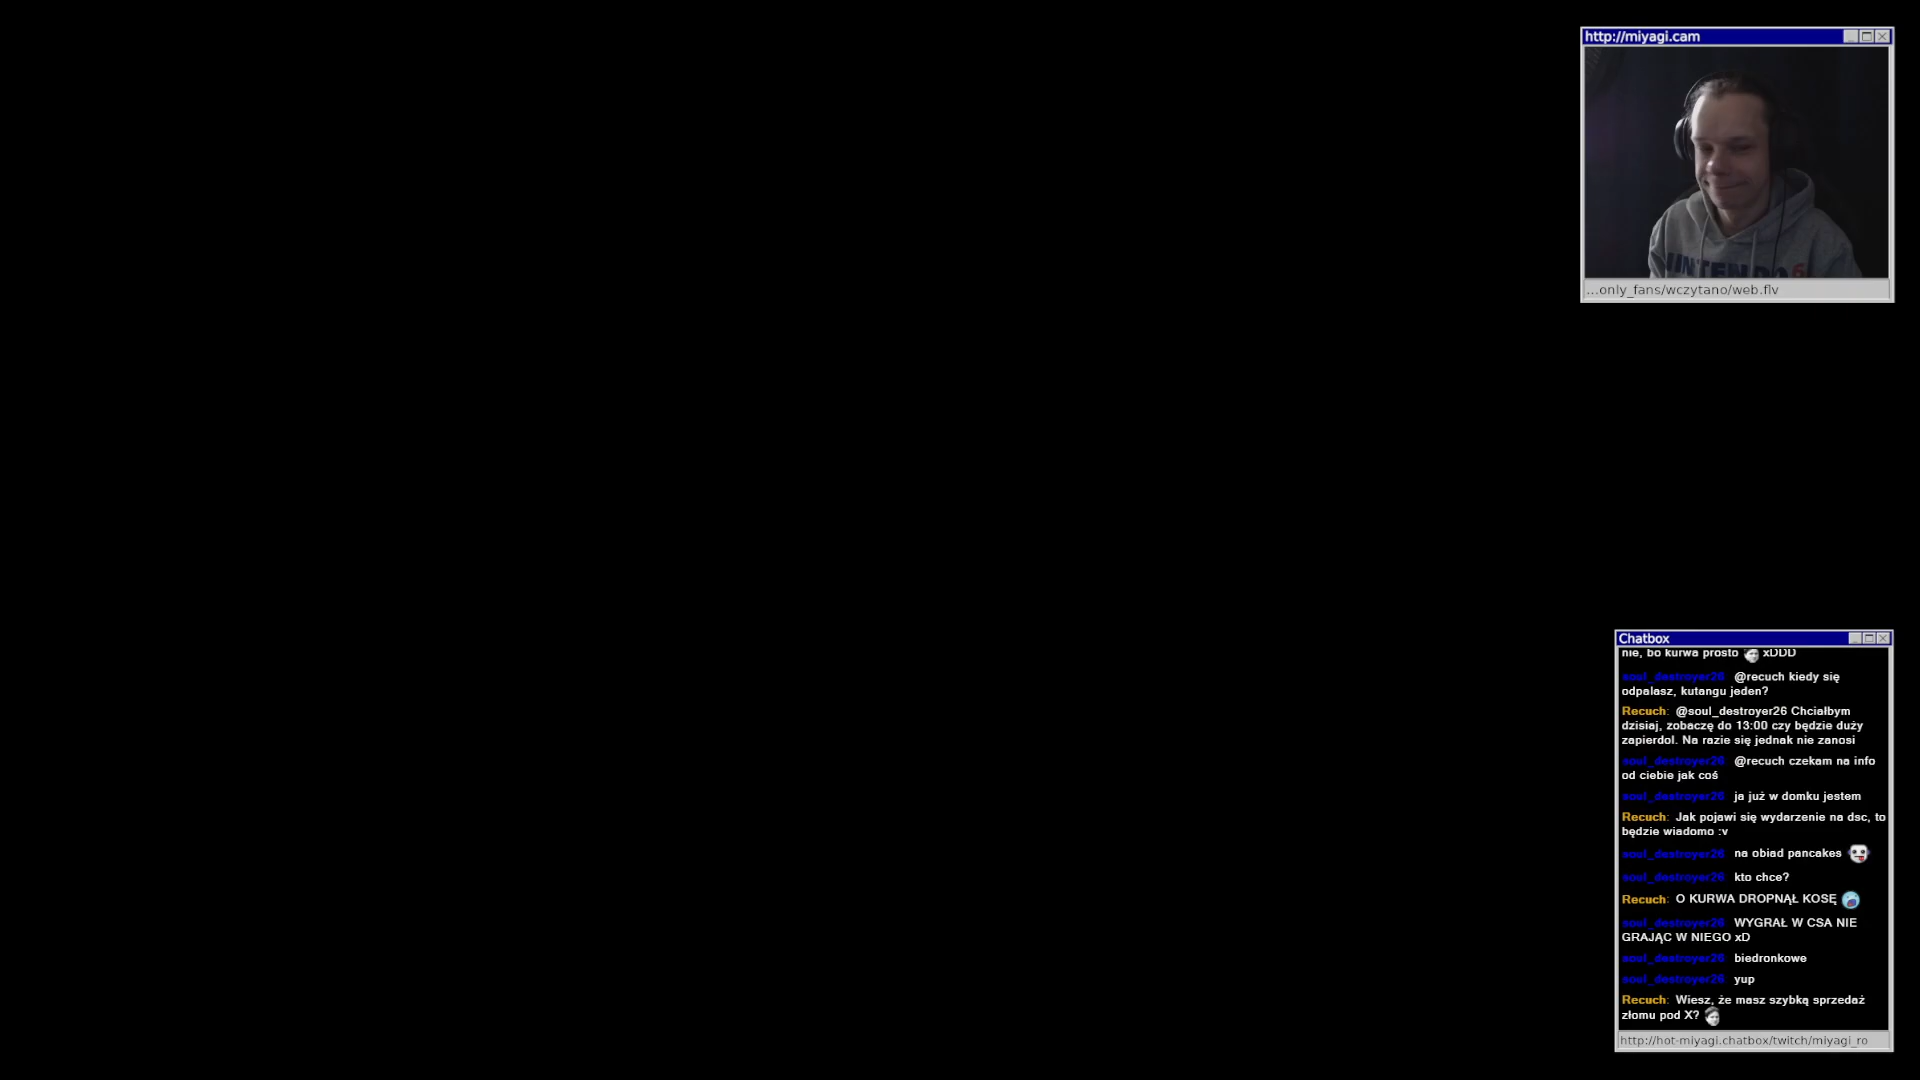 http://miyagi.cam
NINTENDO 6
...only_fans/wczytano/web.flv
Chatbox
nie, bo kurwa prosto xDDD
soul_destroyer26 @recuch kiedy się
odpalasz, kutangu jeden?
Recuch: @soul_destroyer26 Chciałbym
dzisiaj, zobaczę do 13:00 czy będzie duży
zapierdol. Na razie się jednak nie zanosi
soul_destroyer26 @recuch czekam na info
od ciebie jak coś
soul_destroyer26 ja już w domku jestem
Recuch: Jak pojawi się wydarzenie na dsc, to
będzie wiadomo :v
soul_destroyer26 na obiad pancakes
soul_destroyer26 kto chce?
Recuch: O KURWA DROPNĄŁ KOSĘ
soul_destroyer26 WYGRAŁ W CSA NIE
GRAJĄC W NIEGO xD
soul_destroyer26 biedronkowe
soul_destroyer26 yup
Recuch: Wiesz, że masz szybką sprzedaż
złomu pod X?
http://hot-miyagi.chatbox/twitch/miyagi_ro